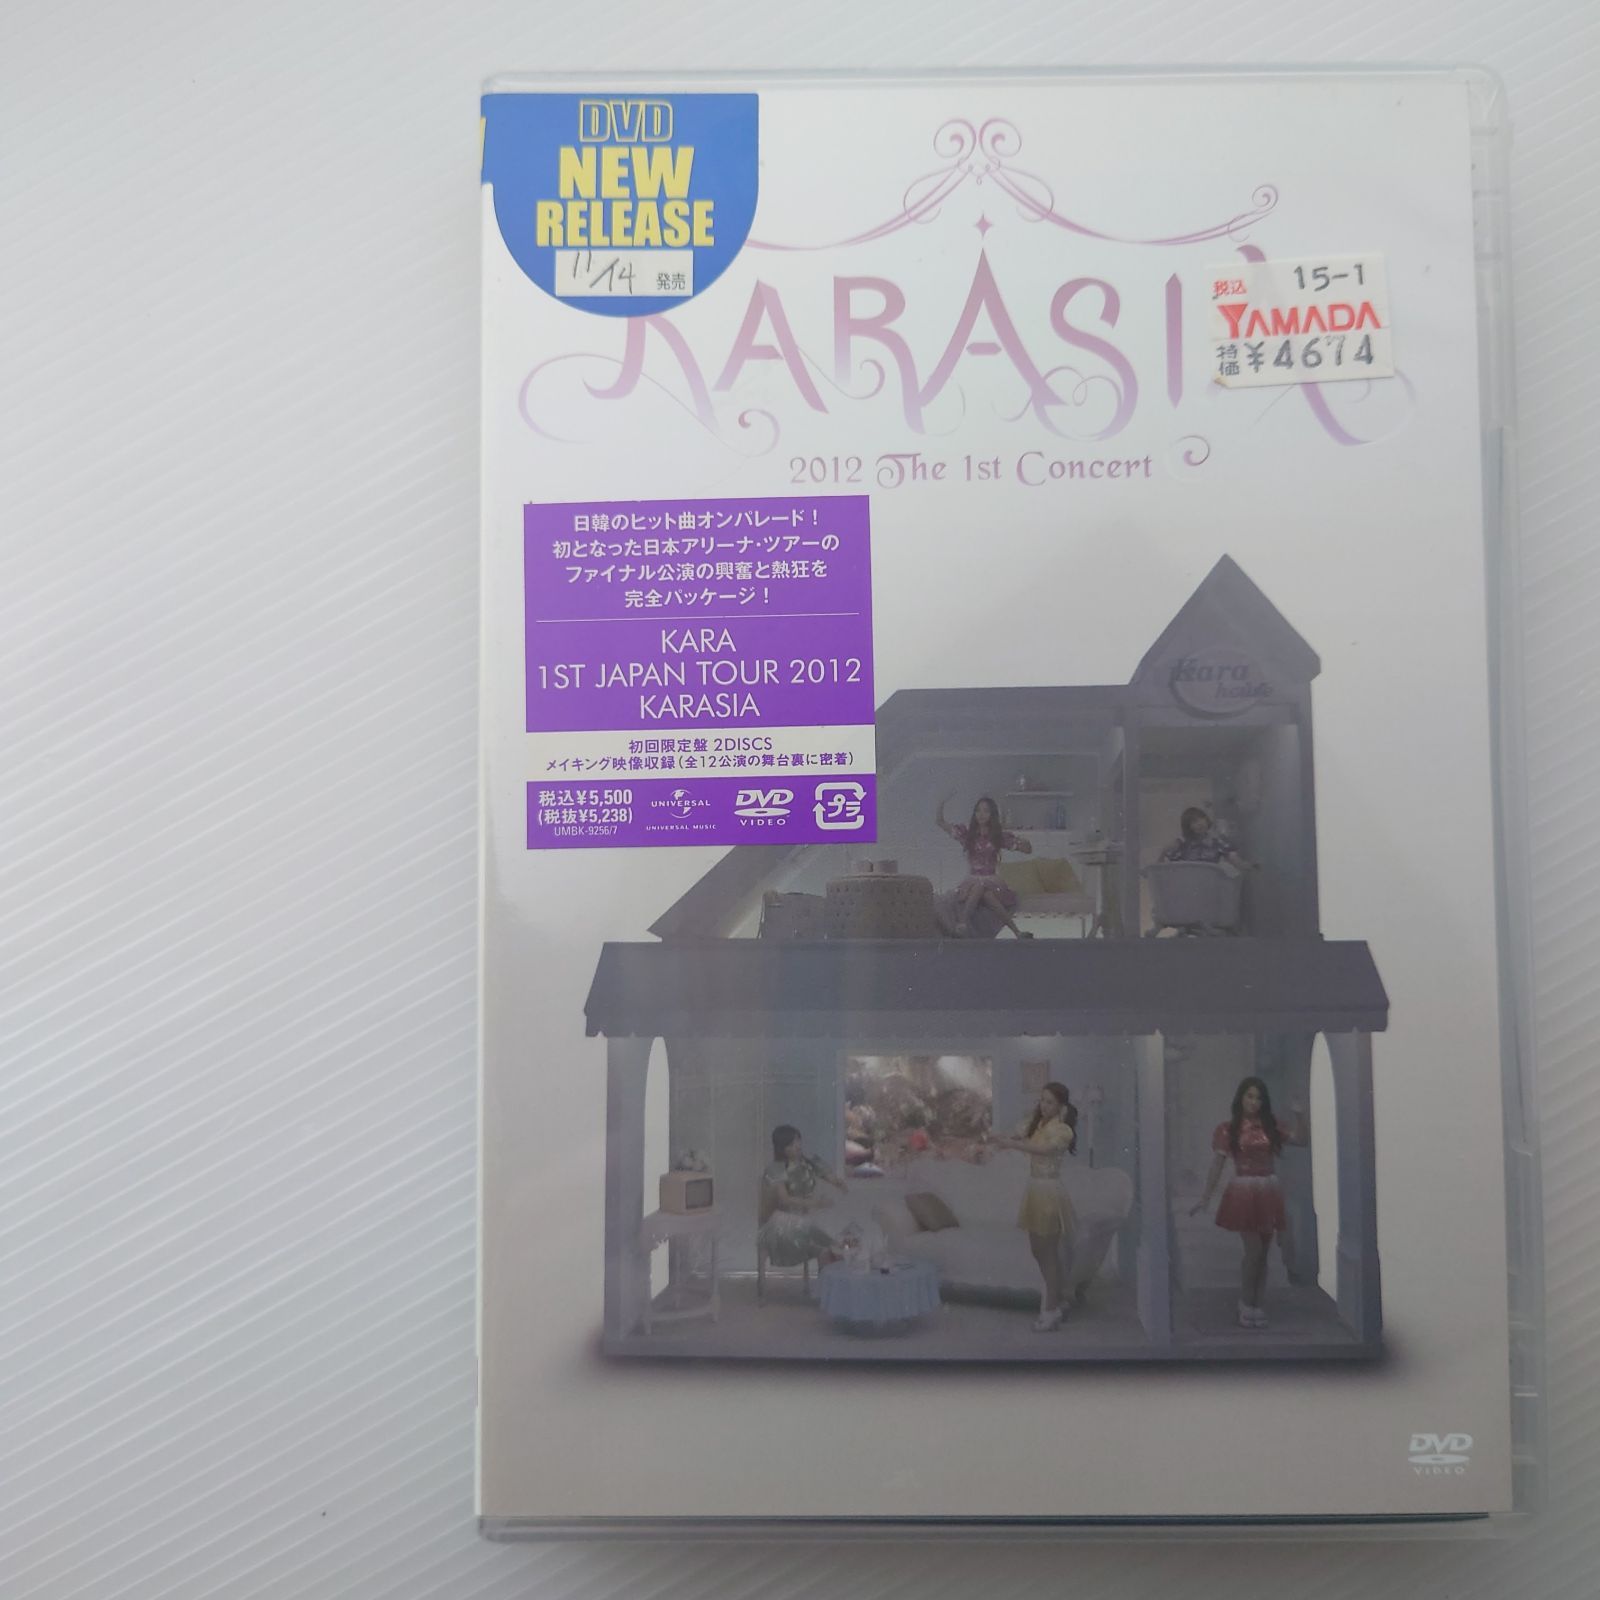 DVD
NEW
RELEASE
11/14 発売
KARASIA
税込 15-1
YAMADA
特価 ¥4674
2012 The 1st Concert
日韓のヒット曲オンパレード！
初となった日本アリーナ・ツアーの
ファイナル公演の興奮と熱狂を
完全パッケージ！
KARA
1ST JAPAN TOUR 2012
KARASIA
初回限定盤 2DISCS
メイキング映像収録（全12公演の舞台裏に密着）
税込¥5,500
(税抜¥5,238)
UMBK-9256/7
UNIVERSAL
UNIVERSAL MUSIC
DVD
VIDEO
プラ
Kara
house
DVD
VIDEO